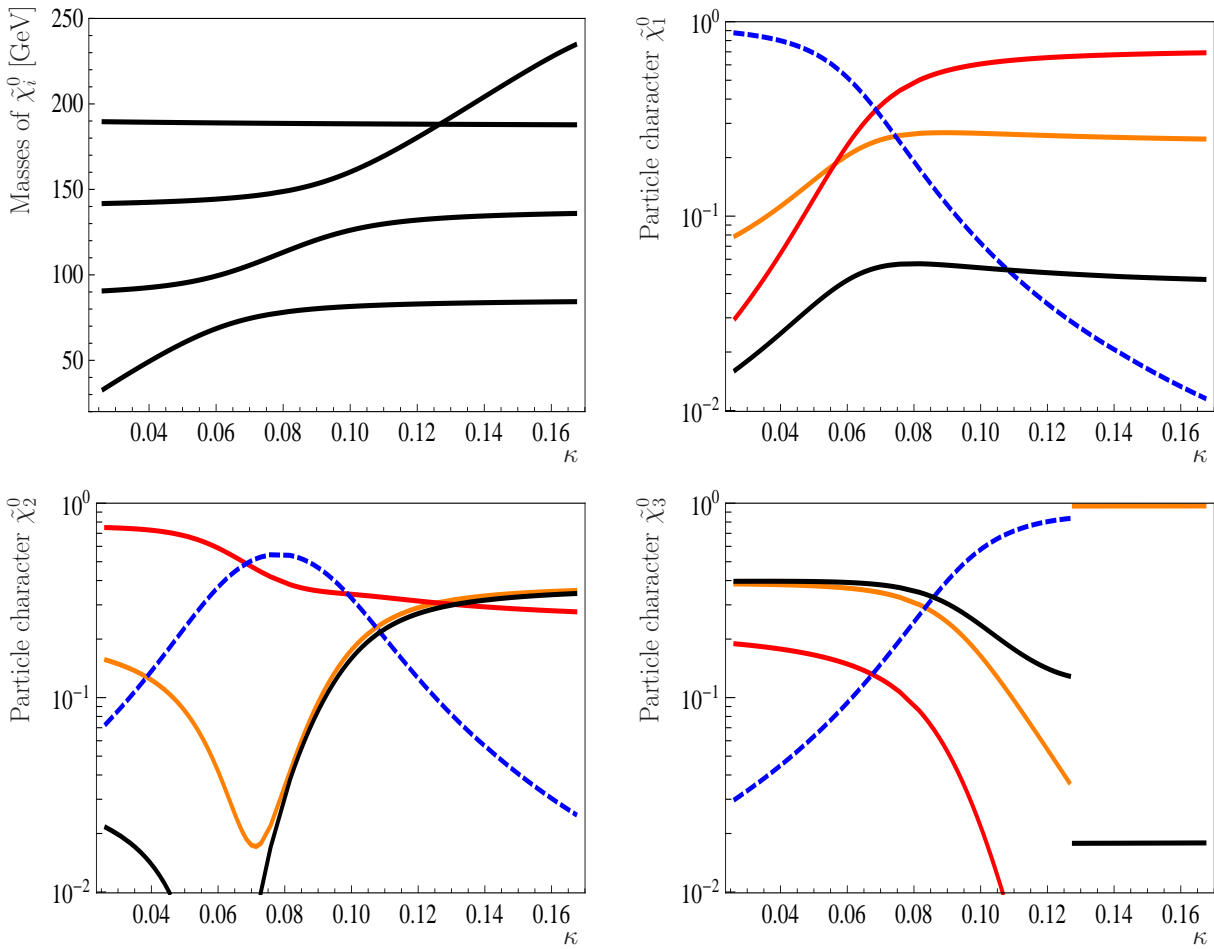 Masses of χ̃⁰ᵢ [GeV]
250
200
150
100
50
0.04 0.06 0.08 0.10 0.12 0.14 0.16
κ
Particle character χ̃⁰₁
10⁰
10⁻¹
10⁻²
0.04 0.06 0.08 0.10 0.12 0.14 0.16
κ
Particle character χ̃⁰₂
10⁰
10⁻¹
10⁻²
0.04 0.06 0.08 0.10 0.12 0.14 0.16
κ
Particle character χ̃⁰₃
10⁰
10⁻¹
10⁻²
0.04 0.06 0.08 0.10 0.12 0.14 0.16
κ